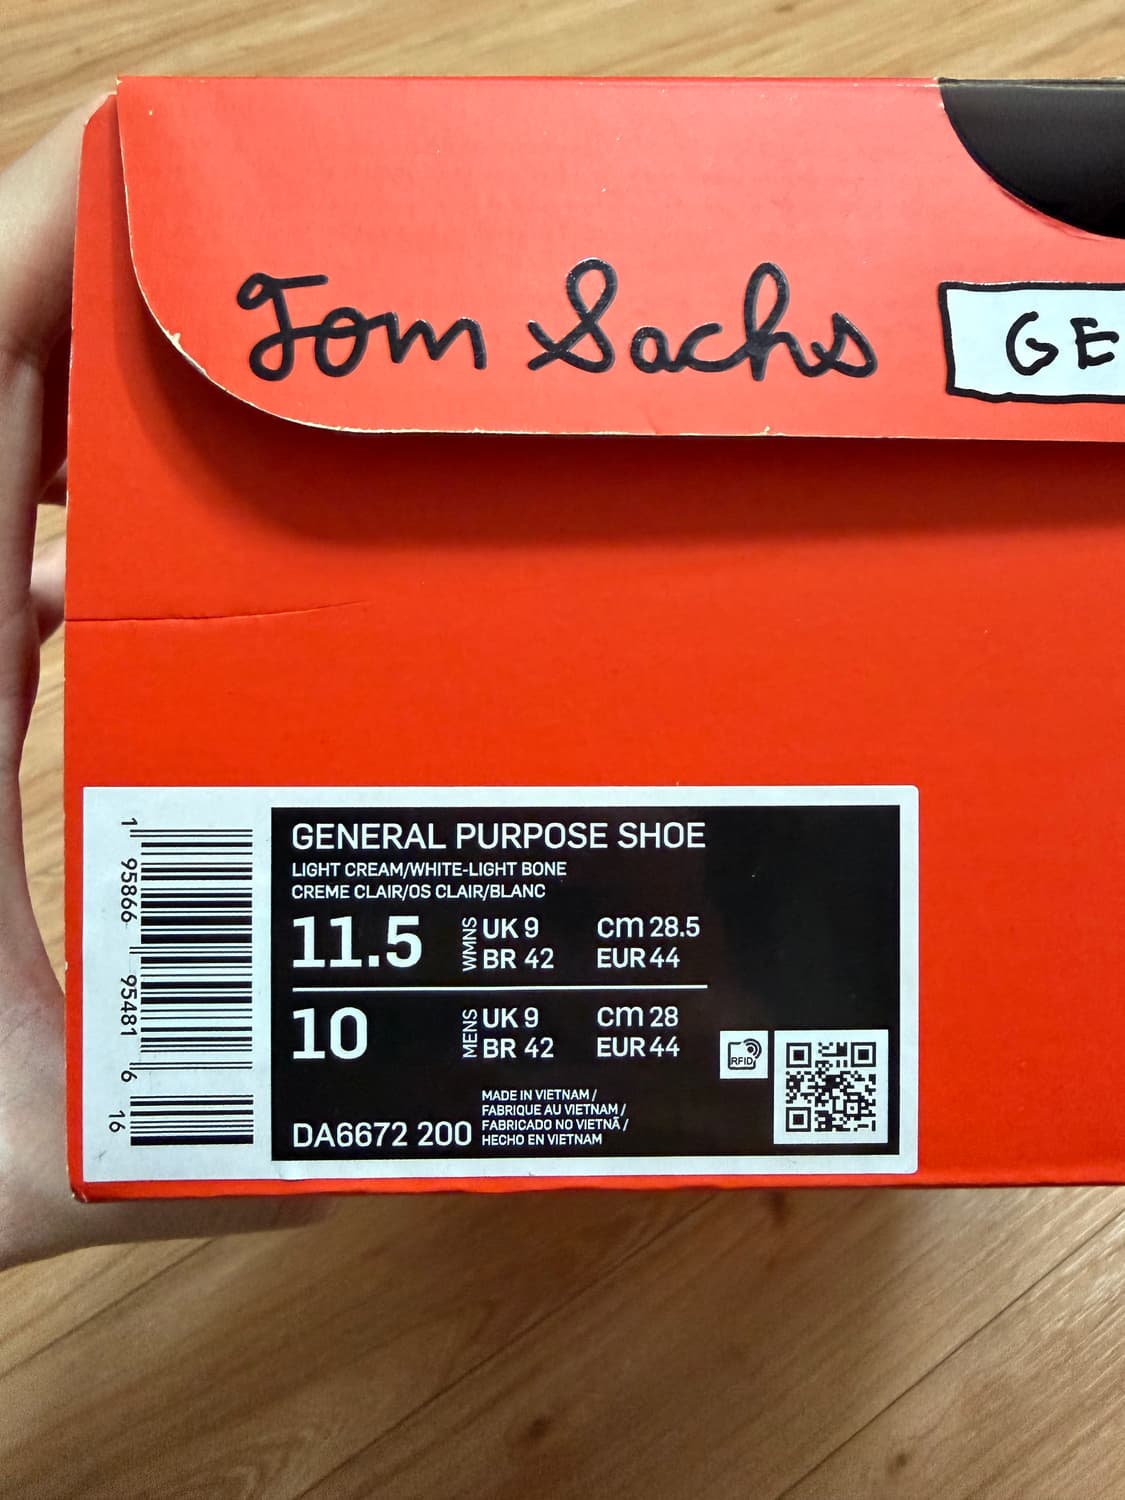 Tom Sachs
GE
GENERAL PURPOSE SHOE
LIGHT CREAM/WHITE-LIGHT BONE
CREME CLAIR/OS CLAIR/BLANC
11.5 WMNS UK 9 cm 28.5
BR 42 EUR 44
10 MENS UK 9 cm 28
BR 42 EUR 44
RFID
MADE IN VIETNAM /
FABRIQUE AU VIETNAM /
FABRICADO NO VIETNÃ /
HECHO EN VIETNAM
DA6672 200
1 95866 95481 6 16